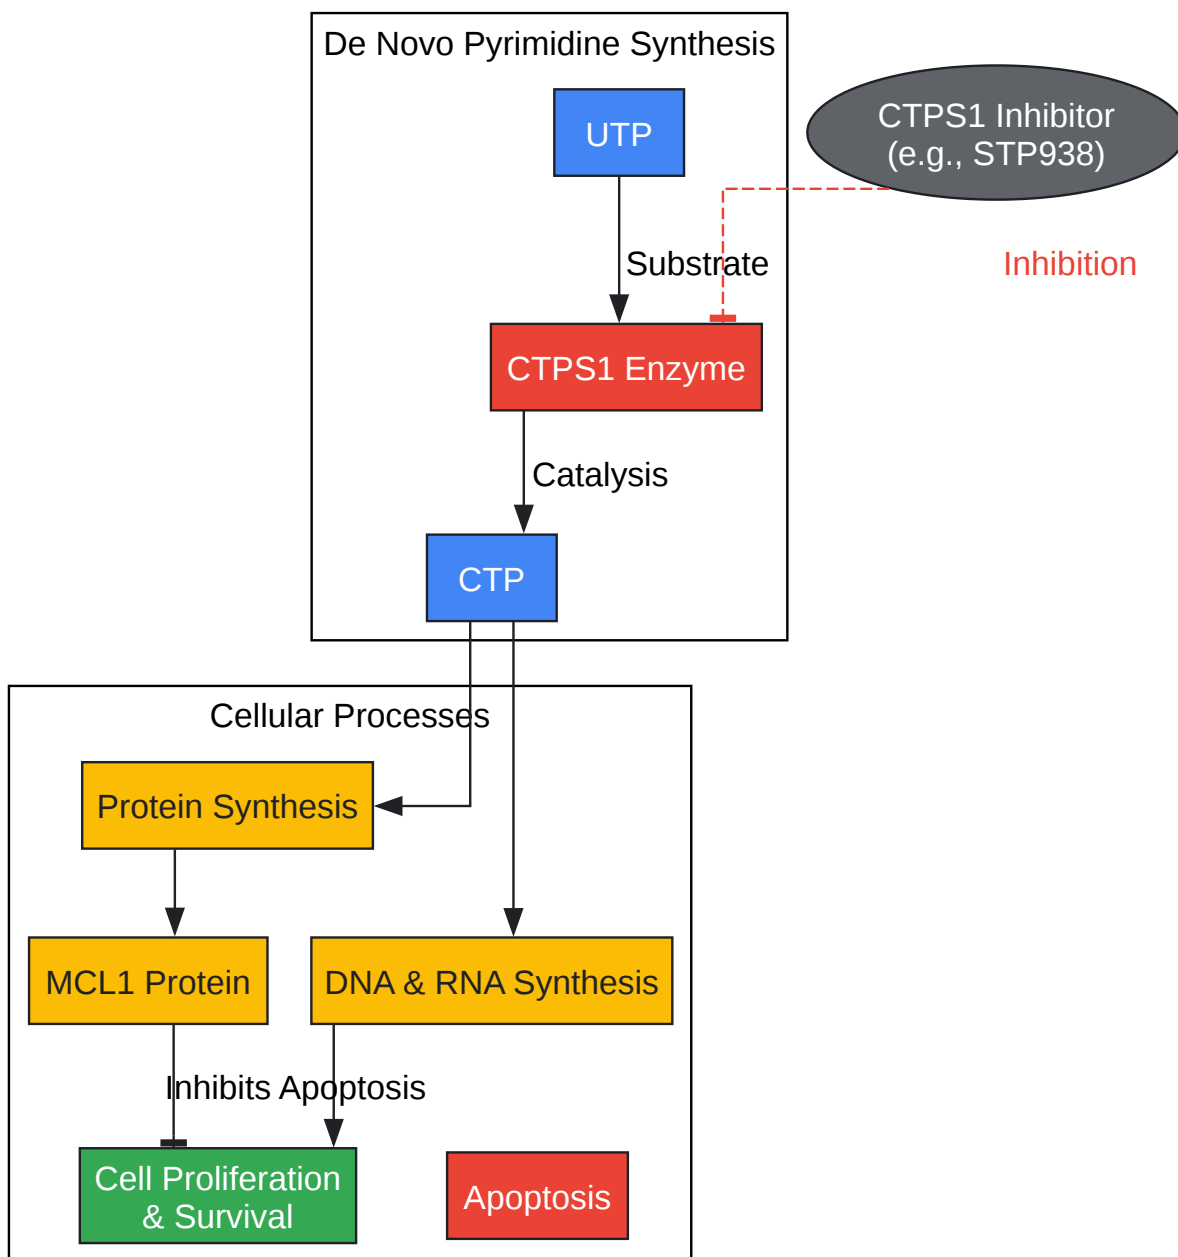 De Novo Pyrimidine Synthesis
UTP
CTPS1 Inhibitor
(e.g., STP938)
Substrate
Inhibition
CTPS1 Enzyme
Catalysis
CTP
Cellular Processes
Protein Synthesis
MCL1 Protein
DNA & RNA Synthesis
Inhibits Apoptosis
Cell Proliferation
& Survival
Apoptosis